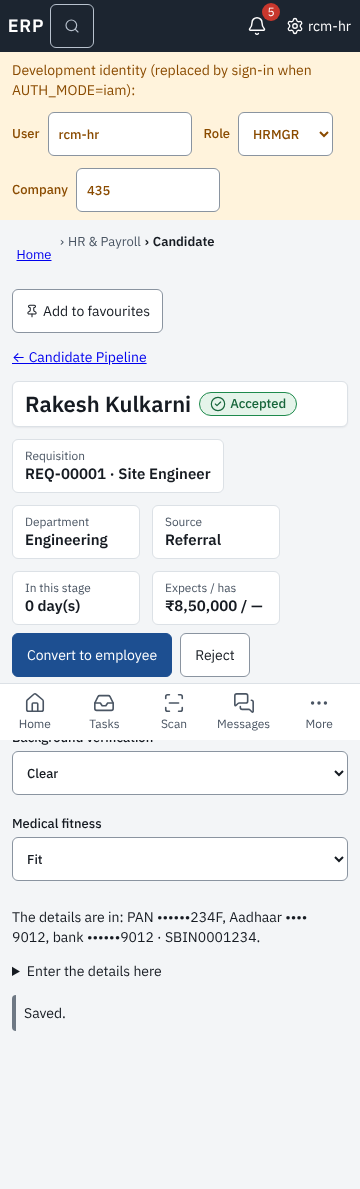 ERP
5
rcm-hr
Development identity (replaced by sign-in when
AUTH_MODE=iam):
User
rcm-hr
Role
HRMGR
Company
435
Home › HR & Payroll › Candidate
Add to favourites
← Candidate Pipeline
Rakesh Kulkarni
Accepted
Requisition
REQ-00001 · Site Engineer
Department
Engineering
Source
Referral
In this stage
0 day(s)
Expects / has
₹8,50,000 / —
Convert to employee
Reject
Home
Tasks
Scan
Messages
More
Background verification
Clear
Medical fitness
Fit
The details are in: PAN ••••••234F, Aadhaar ••••
9012, bank ••••••9012 · SBIN0001234.
Enter the details here
Saved.